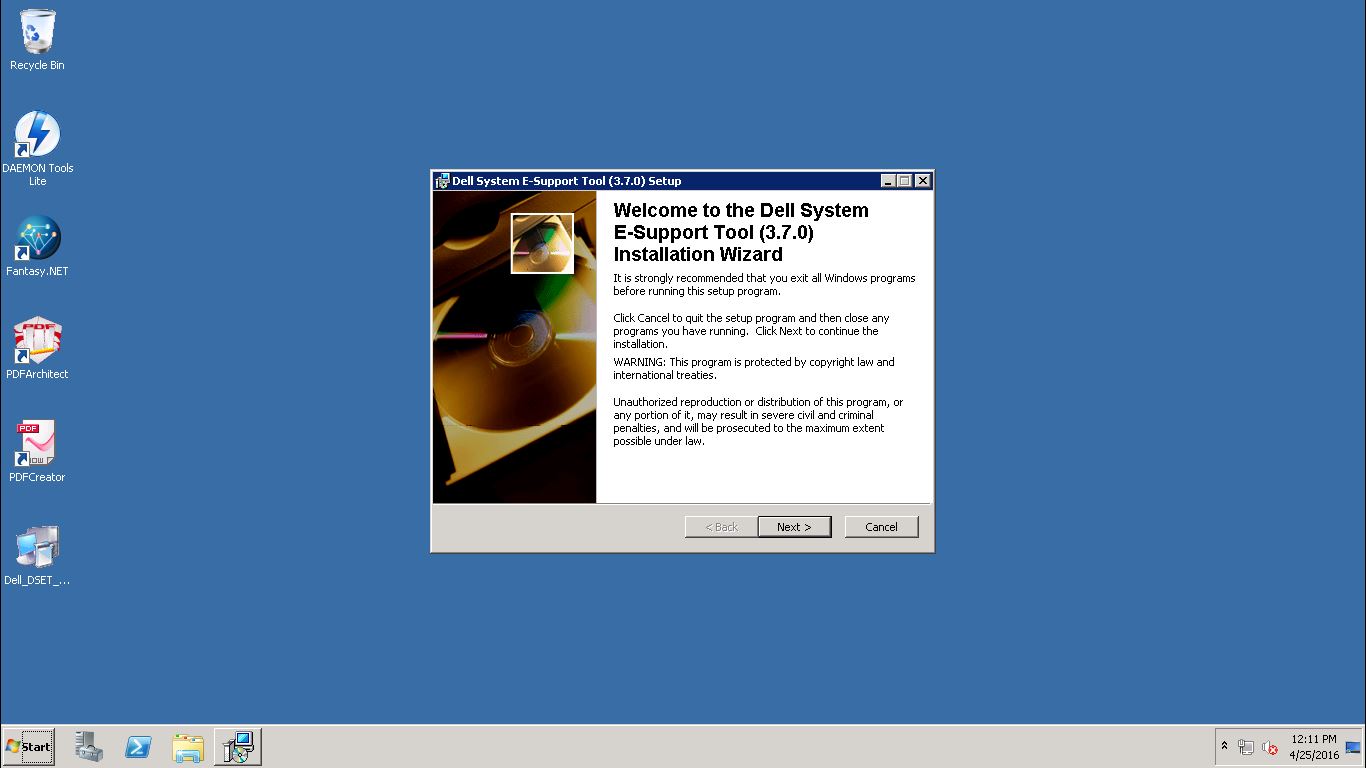 Recycle Bin
DAEMON Tools
Lite
Fantasy.NET
PDF
PDFArchitect
PDF
PDFCreator
Dell_DSET_...
Dell System E-Support Tool (3.7.0) Setup
Welcome to the Dell System
E-Support Tool (3.7.0)
Installation Wizard
It is strongly recommended that you exit all Windows programs
before running this setup program.
Click Cancel to quit the setup program and then close any
programs you have running. Click Next to continue the
installation.
WARNING: This program is protected by copyright law and
international treaties.
Unauthorized reproduction or distribution of this program, or
any portion of it, may result in severe civil and criminal
penalties, and will be prosecuted to the maximum extent
possible under law.
< Back
Next >
Cancel
Start
12:11 PM
4/25/2016